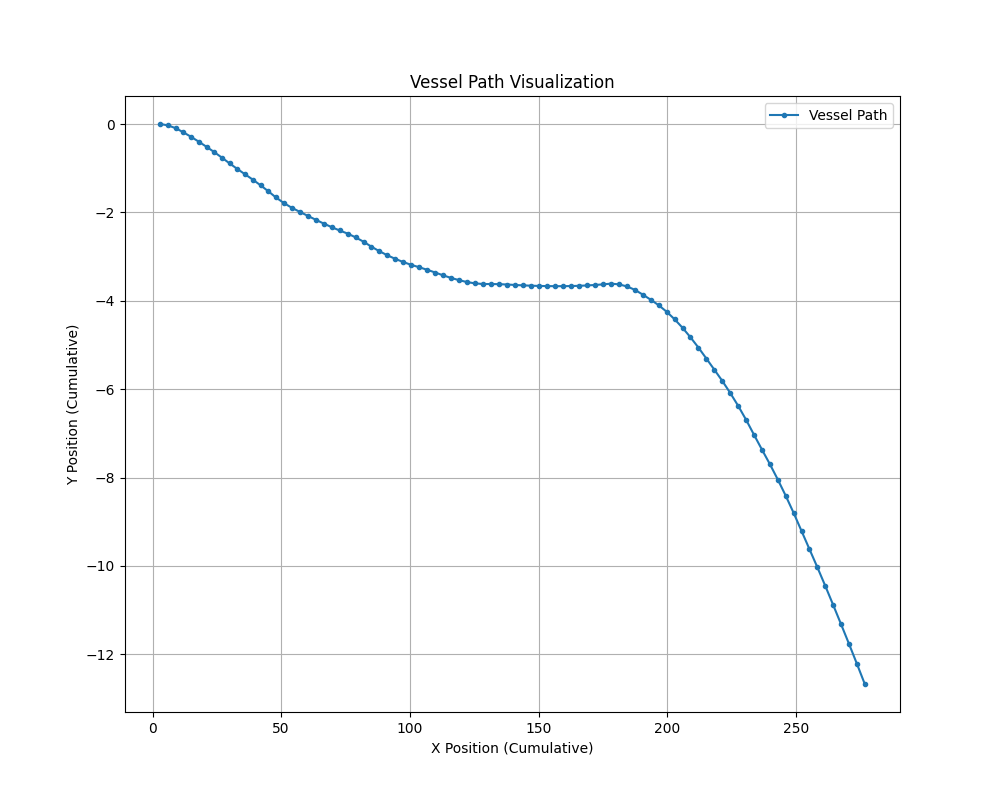 Vessel Path Visualization
Vessel Path
0
−2
−4
−6
−8
−10
−12
Y Position (Cumulative)
0 50 100 150 200 250
X Position (Cumulative)